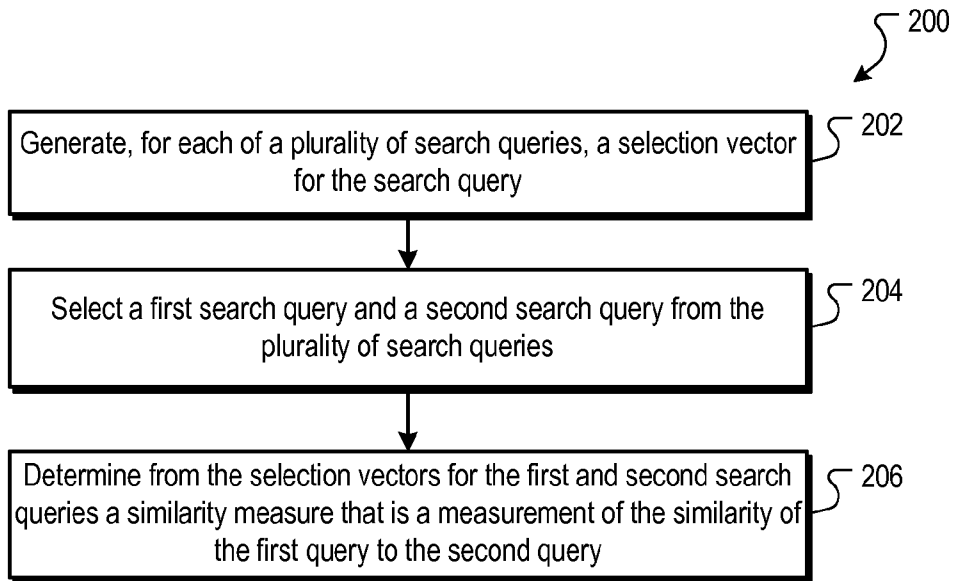 200
Generate, for each of a plurality of search queries, a selection vector
for the search query
202
Select a first search query and a second search query from the
plurality of search queries
204
Determine from the selection vectors for the first and second search
queries a similarity measure that is a measurement of the similarity of
the first query to the second query
206